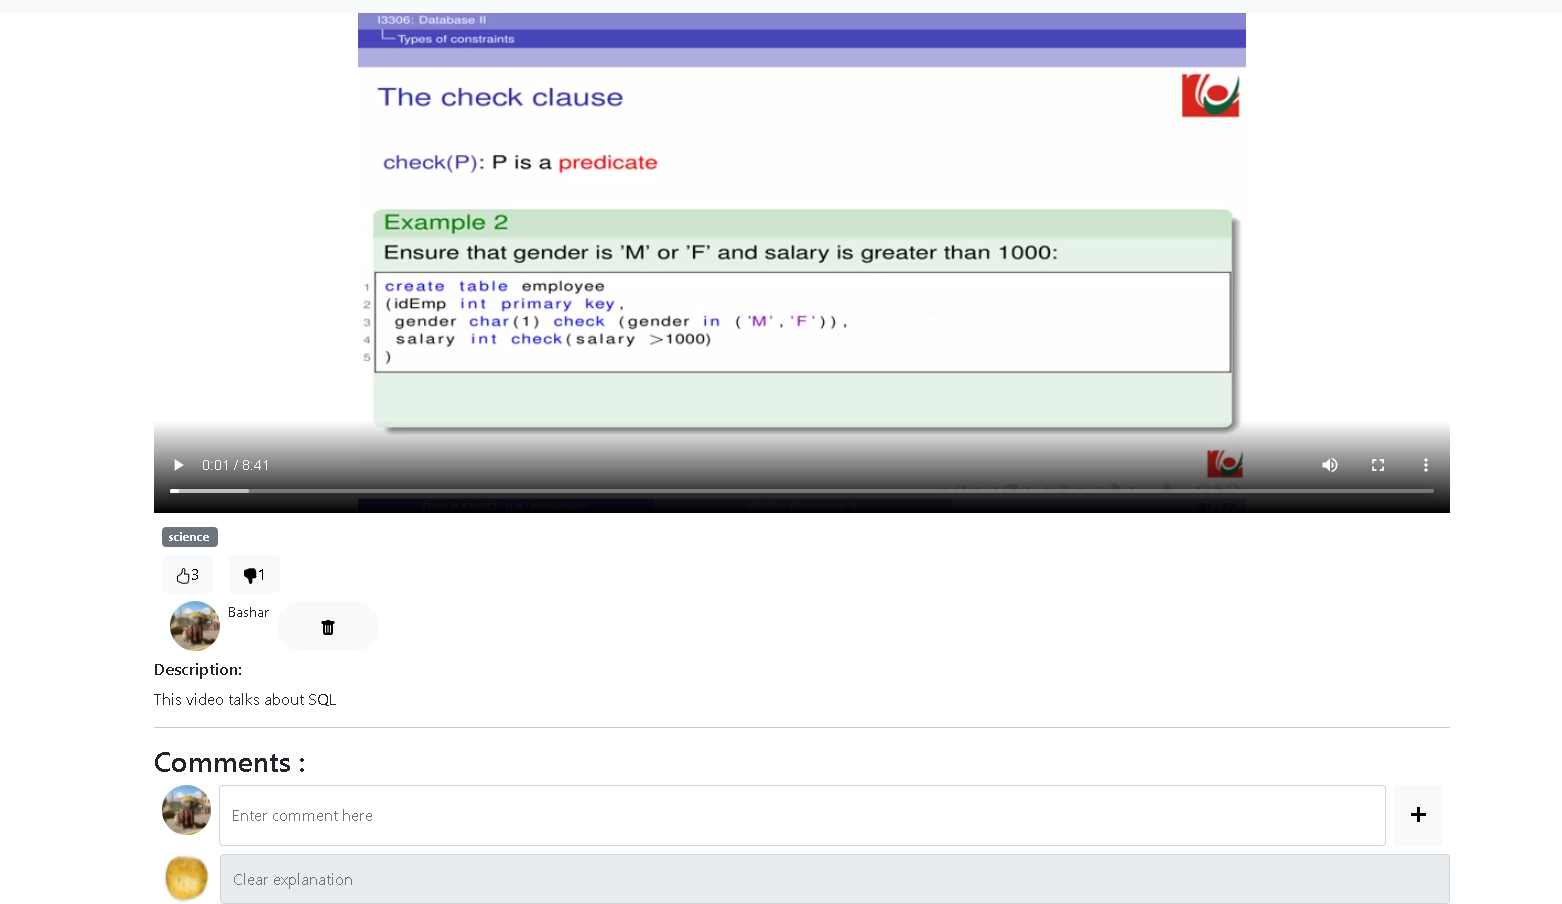 I3306: Database II
Types of constraints
The check clause
check(P): P is a predicate
Example 2
Ensure that gender is 'M' or 'F' and salary is greater than 1000:
1 create table employee
2 (idEmp int primary key,
3 gender char(1) check (gender in ('M','F')),
4 salary int check(salary >1000)
5 )
0:01 / 8:41
science
3 1
Bashar
Description:
This video talks about SQL
Comments :
Enter comment here
+
Clear explanation